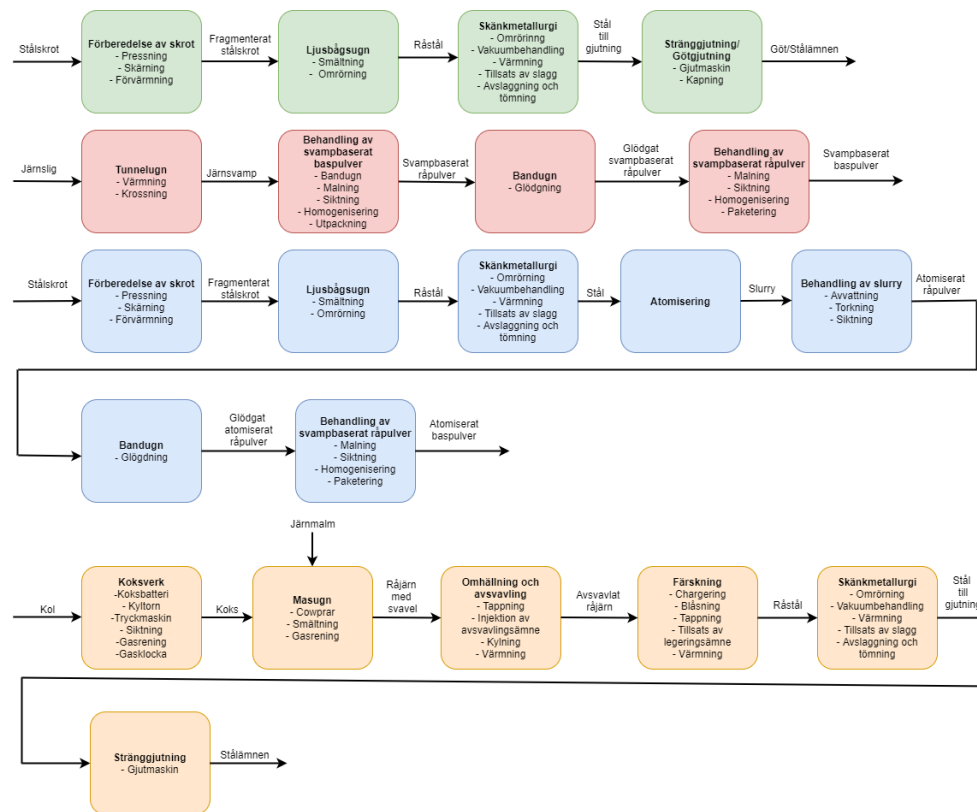 Stålskrot
Förberedelse av skrot
- Pressning
- Skärning
- Förvärmning
Fragmenterat
stålskrot
Ljusbågsugn
- Smältning
- Omrörning
Råstål
Skänkmetallurgi
- Omrörinng
- Vakuumbehandling
- Värmning
- Tillsats av slagg
- Avslaggning och
tömning
Stål
till
gjutning
Stränggjutning/
Götgjutning
- Gjutmaskin
- Kapning
Göt/Stålämnen
Järnslig
Tunnelugn
- Värmning
- Krossning
Järnsvamp
Behandling av
svampbaserat
baspulver
- Bandugn
- Malning
- Siktning
- Homogenisering
- Utpackning
Svampbaserat
råpulver
Bandugn
- Glödgning
Glödgat
svampbaserat
råpulver
Behandling av
svampbaserat råpulver
- Malning
- Siktning
- Homogenisering
- Paketering
Svampbaserat
baspulver
Stålskrot
Förberedelse av skrot
- Pressning
- Skärning
- Förvärmning
Fragmenterat
stålskrot
Ljusbågsugn
- Smältning
- Omrörning
Råstål
Skänkmetallurgi
- Omrörning
- Vakuumbehandling
- Värmning
- Tillsats av slagg
- Avslaggning och
tömning
Stål
Atomisering
Slurry
Behandling av slurry
- Avvattning
- Torkning
- Siktning
Atomiserat
råpulver
Bandugn
- Glögdning
Glödgat
atomiserat
råpulver
Behandling av
svampbaserat råpulver
- Malning
- Siktning
- Homogenisering
- Paketering
Atomiserat
baspulver
Järnmalm
Kol
Koksverk
-Koksbatteri
- Kyltorn
-Tryckmaskin
- Siktning
-Gasrening
-Gasklocka
Koks
Masugn
- Cowprar
- Smältning
- Gasrening
Råjärn
med
svavel
Omhällning och
avsvavling
- Tappning
- Injektion av
avsvavlingsämne
- Kylning
- Värmning
Avsvavlat
råjärn
Färskning
- Chargering
- Blåsning
- Tappning
- Tillsats av
legeringsämne
- Värmning
Råstål
Skänkmetallurgi
- Omrörning
- Vakuumbehandling
- Värmning
- Tillsats av slagg
- Avslaggning och
tömning
Stål
till
gjutning
Stränggjutning
- Gjutmaskin
Stålämnen